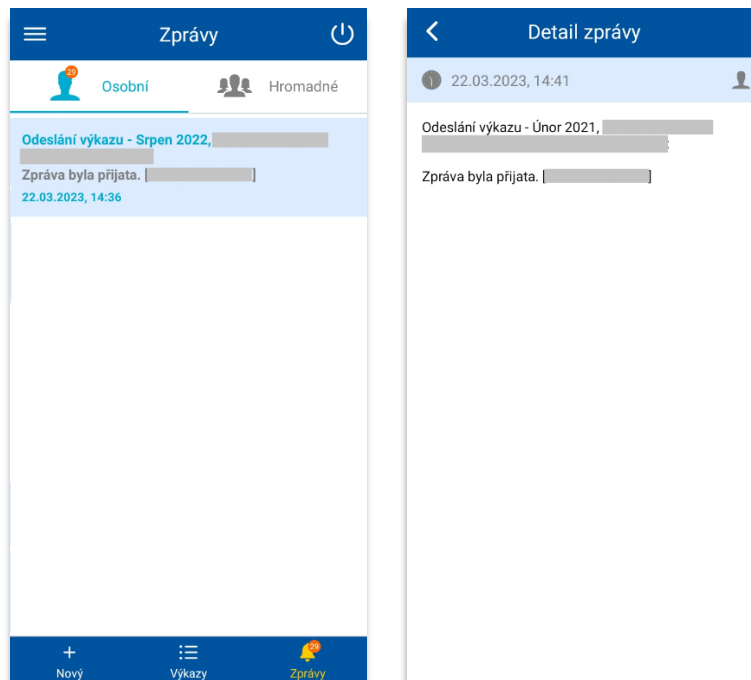 Zprávy
29
Osobní
Hromadné
Odeslání výkazu - Srpen 2022,
Zpráva byla přijata. [ ]
22.03.2023, 14:36
+
Nový
Výkazy
29
Zprávy
Detail zprávy
22.03.2023, 14:41
Odeslání výkazu - Únor 2021,
Zpráva byla přijata. [ ]